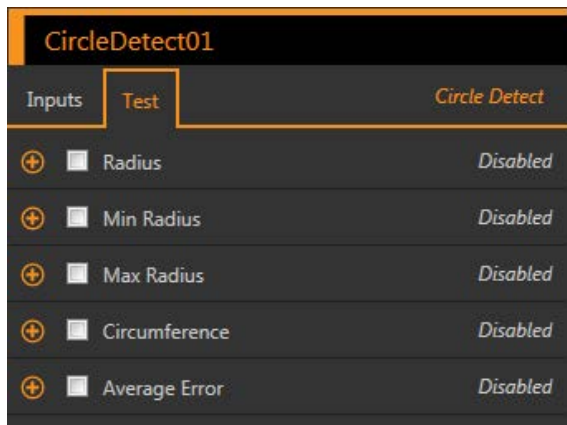 CircleDetect01
Inputs Test Circle Detect
Radius Disabled
Min Radius Disabled
Max Radius Disabled
Circumference Disabled
Average Error Disabled